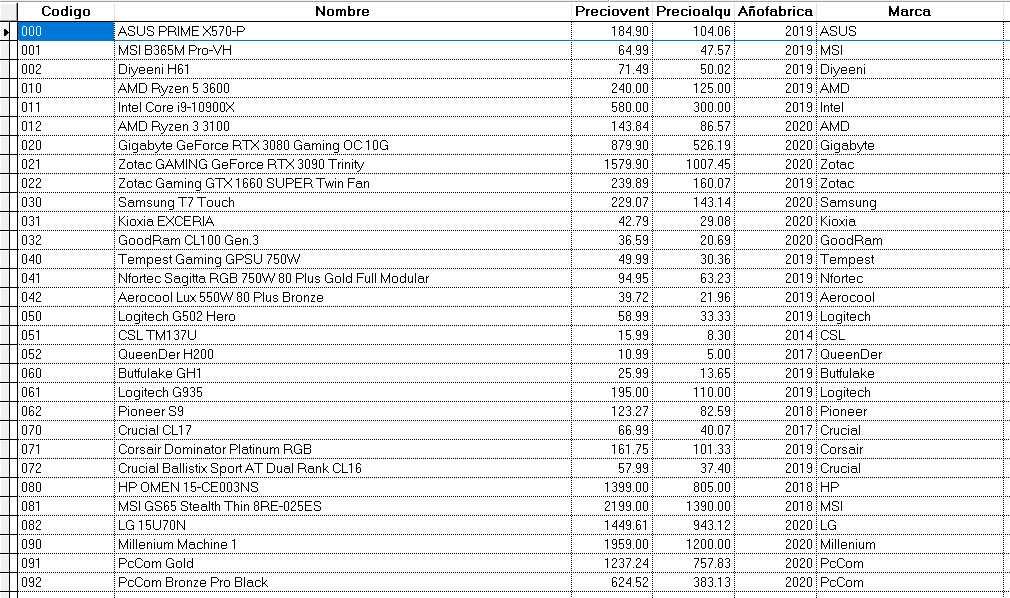 Codigo Nombre Preciovent Precioalqu Añofabrica Marca
000 ASUS PRIME X570-P 184.90 104.06 2019 ASUS
001 MSI B365M Pro-VH 64.99 47.57 2019 MSI
002 Diyeeni H61 71.49 50.02 2019 Diyeeni
010 AMD Ryzen 5 3600 240.00 125.00 2019 AMD
011 Intel Core i9-10900X 580.00 300.00 2019 Intel
012 AMD Ryzen 3 3100 143.84 86.57 2020 AMD
020 Gigabyte GeForce RTX 3080 Gaming OC 10G 879.90 526.19 2020 Gigabyte
021 Zotac GAMING GeForce RTX 3090 Trinity 1579.90 1007.45 2020 Zotac
022 Zotac Gaming GTX 1660 SUPER Twin Fan 239.89 160.07 2019 Zotac
030 Samsung T7 Touch 229.07 143.14 2020 Samsung
031 Kioxia EXCERIA 42.79 29.08 2020 Kioxia
032 GoodRam CL100 Gen.3 36.59 20.69 2020 GoodRam
040 Tempest Gaming GPSU 750W 49.99 30.36 2019 Tempest
041 Nfortec Sagitta RGB 750W 80 Plus Gold Full Modular 94.95 63.23 2019 Nfortec
042 Aerocool Lux 550W 80 Plus Bronze 39.72 21.96 2019 Aerocool
050 Logitech G502 Hero 58.99 33.33 2019 Logitech
051 CSL TM137U 15.99 8.30 2014 CSL
052 QueenDer H200 10.99 5.00 2017 QueenDer
060 Butfulake GH1 25.99 13.65 2019 Butfulake
061 Logitech G935 195.00 110.00 2019 Logitech
062 Pioneer S9 123.27 82.59 2018 Pioneer
070 Crucial CL17 66.99 40.07 2017 Crucial
071 Corsair Dominator Platinum RGB 161.75 101.33 2019 Corsair
072 Crucial Ballistix Sport AT Dual Rank CL16 57.99 37.40 2019 Crucial
080 HP OMEN 15-CE003NS 1399.00 805.00 2018 HP
081 MSI GS65 Stealth Thin 8RE-025ES 2199.00 1390.00 2018 MSI
082 LG 15U70N 1449.61 943.12 2020 LG
090 Millenium Machine 1 1959.00 1200.00 2020 Millenium
091 PcCom Gold 1237.24 757.83 2020 PcCom
092 PcCom Bronze Pro Black 624.52 383.13 2020 PcCom